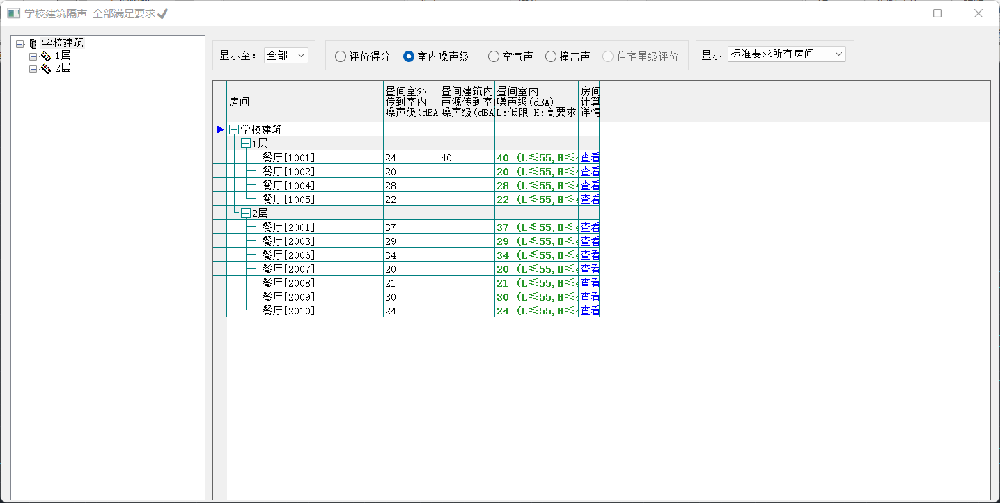 学校建筑隔声 全部满足要求✔
学校建筑
1层
2层
显示至： 全部
评价得分 室内噪声级 空气声 撞击声 住宅星级评价
显示 标准要求所有房间
房间
昼间室外
传到室内
噪声级(dBA
昼间建筑内
声源传到室
噪声级(dBA
昼间室内
噪声级(dBA)
L:低限 H:高要求
房间
计算
详情
学校建筑
1层
餐厅[1001] 24 40 40 (L≤55,H≤ 查看
餐厅[1002] 20 20 (L≤55,H≤ 查看
餐厅[1004] 28 28 (L≤55,H≤ 查看
餐厅[1005] 22 22 (L≤55,H≤ 查看
2层
餐厅[2001] 37 37 (L≤55,H≤ 查看
餐厅[2003] 29 29 (L≤55,H≤ 查看
餐厅[2006] 34 34 (L≤55,H≤ 查看
餐厅[2007] 20 20 (L≤55,H≤ 查看
餐厅[2008] 21 21 (L≤55,H≤ 查看
餐厅[2009] 30 30 (L≤55,H≤ 查看
餐厅[2010] 24 24 (L≤55,H≤ 查看